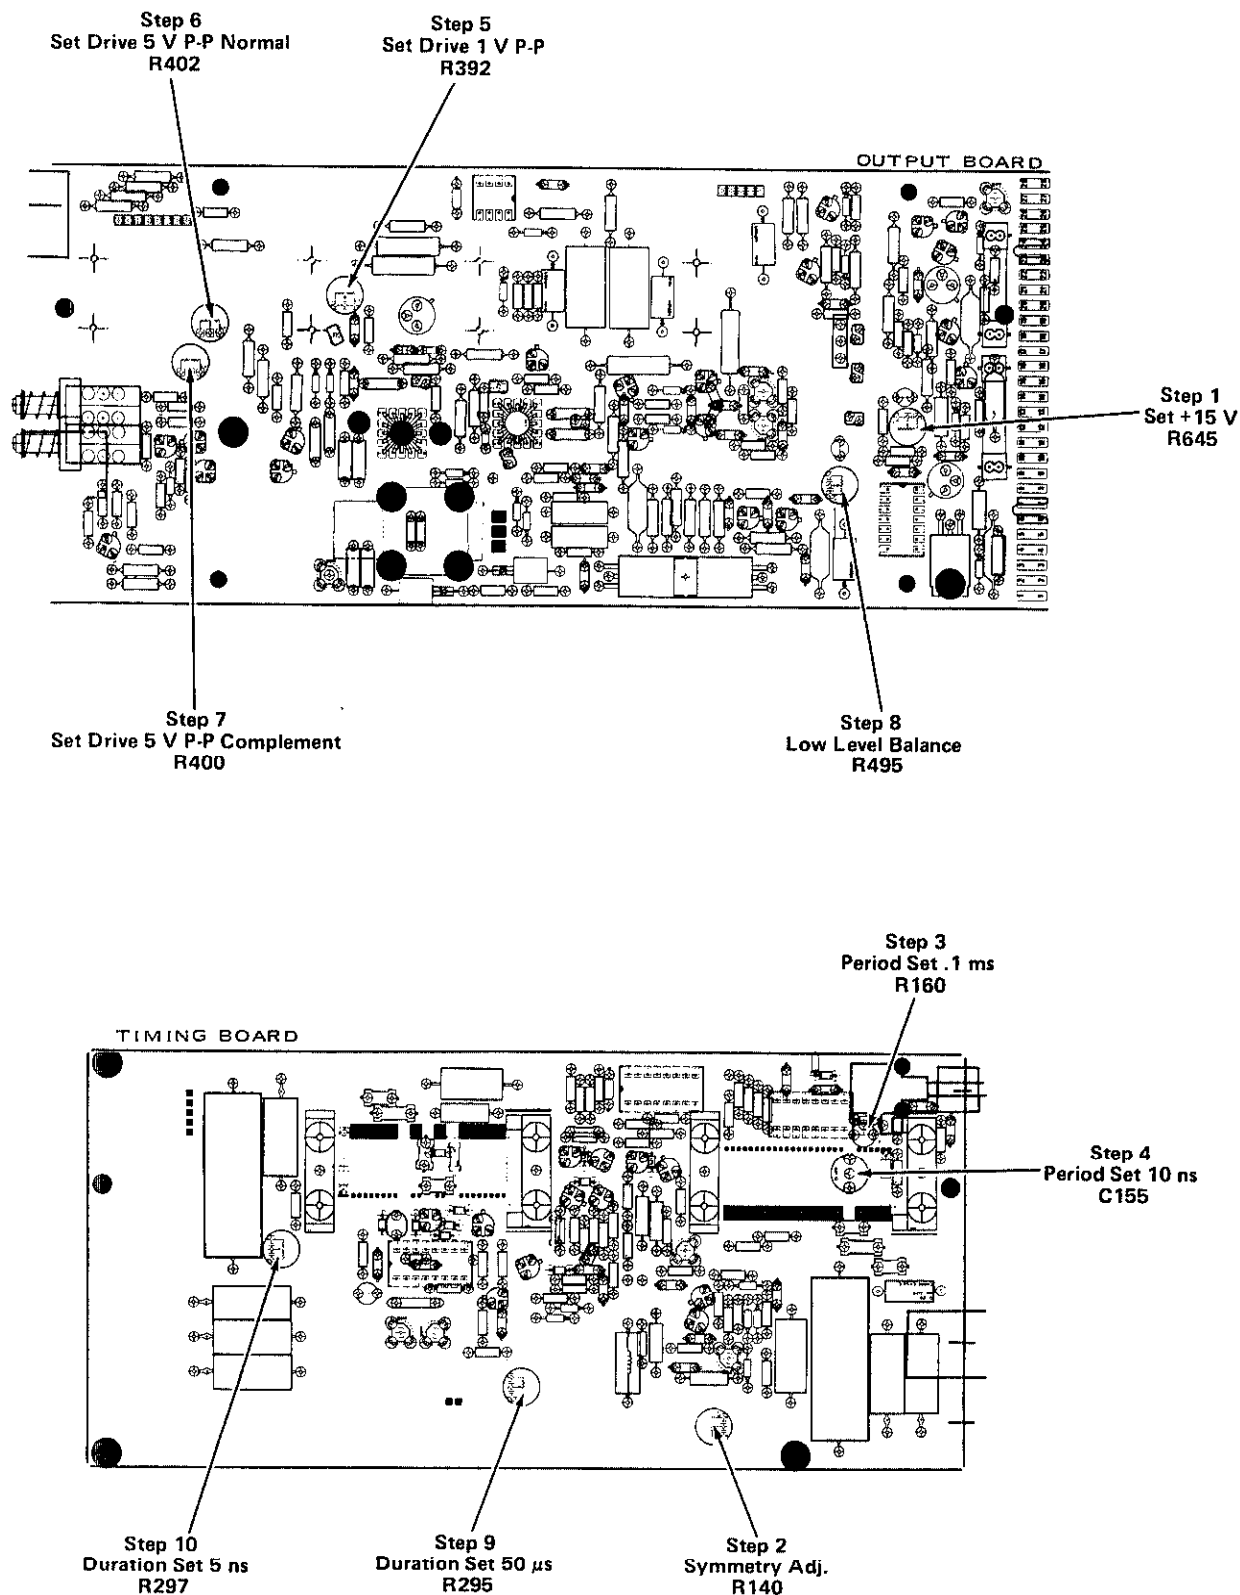 Step 6
Set Drive 5 V P-P Normal
R402
Step 5
Set Drive 1 V P-P
R392
OUTPUT BOARD
Step 1
Set +15 V
R645
Step 7
Set Drive 5 V P-P Complement
R400
Step 8
Low Level Balance
R495
Step 3
Period Set .1 ms
R160
TIMING BOARD
Step 4
Period Set 10 ns
C155
Step 10
Duration Set 5 ns
R297
Step 9
Duration Set 50 μs
R295
Step 2
Symmetry Adj.
R140